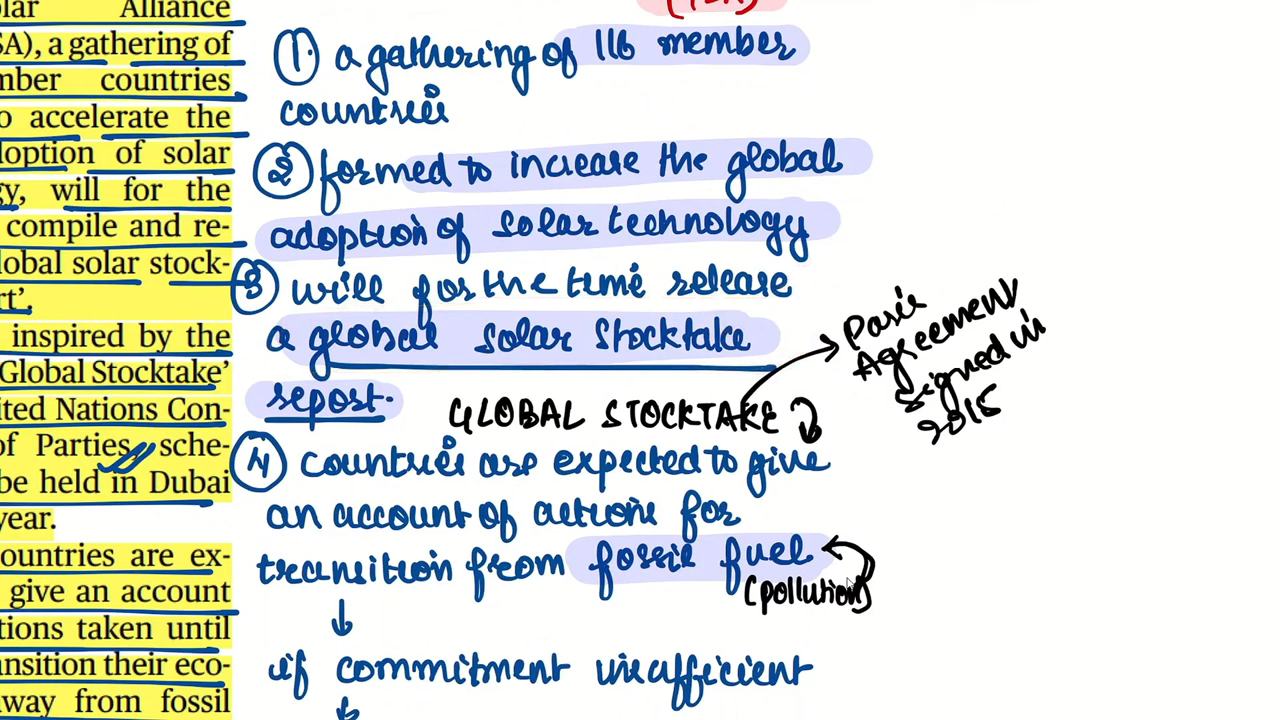 olar Alliance
SA), a gathering of
mber countries
o accelerate the
doption of solar
gy, will for the
compile and re-
lobal solar stock-
rt'.
inspired by the
Global Stocktake'
ited Nations Con-
of Parties, sche-
be held in Dubai
year.
ountries are ex-
give an account
tions taken until
ansition their eco-
away from fossil
(ISA)
① a gathering of 116 member
countries
② formed to increase the global
adoption of solar technology
③ will for the time release
a global solar stocktake
report.
GLOBAL STOCKTAKE
Paris
Agreement
signed in
2015
④ countries are expected to give
an account of actions for
transition from fossil fuel
(pollution)
if commitment insufficient